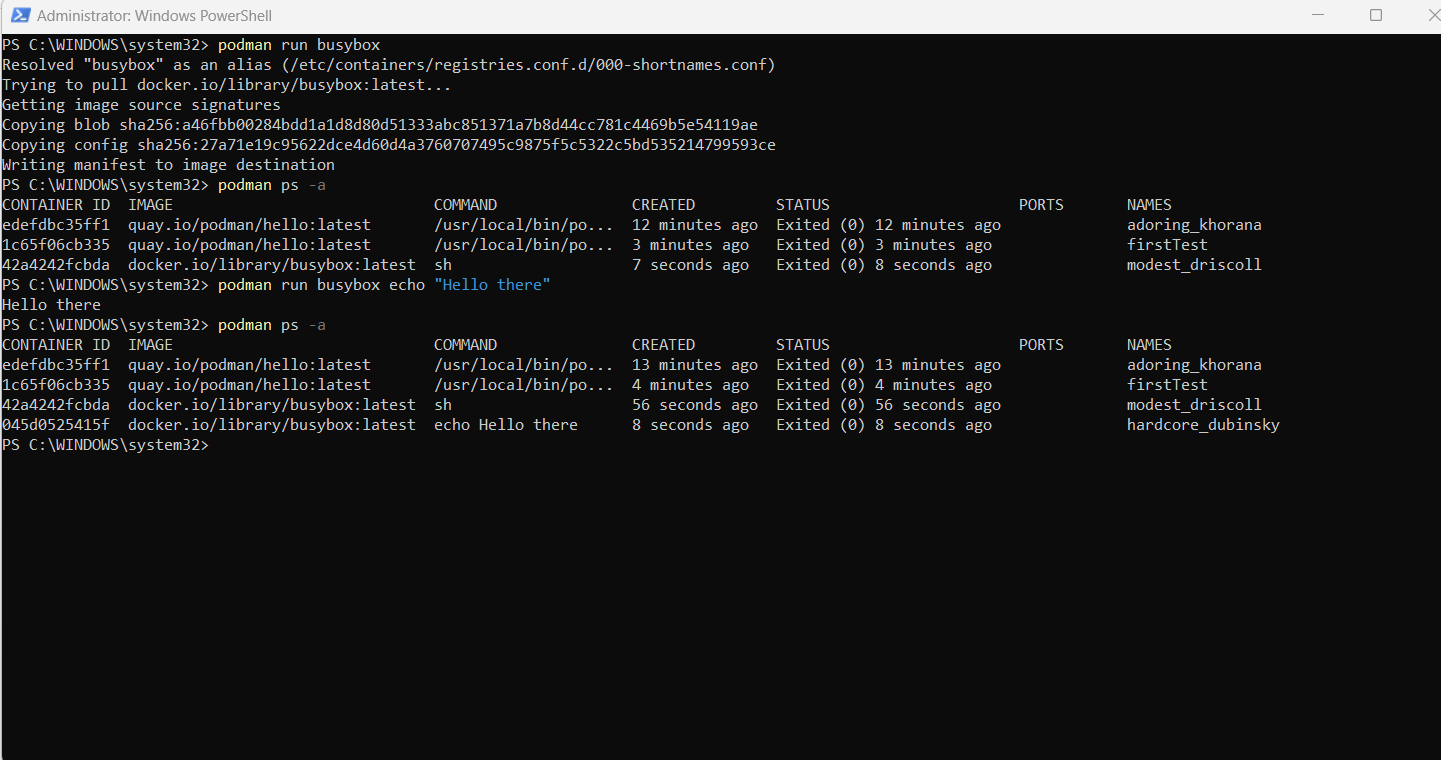 Administrator: Windows PowerShell
PS C:\WINDOWS\system32> podman run busybox
Resolved "busybox" as an alias (/etc/containers/registries.conf.d/000-shortnames.conf)
Trying to pull docker.io/library/busybox:latest...
Getting image source signatures
Copying blob sha256:a46fbb00284bdd1a1d8d80d51333abc851371a7b8d44cc781c4469b5e54119ae
Copying config sha256:27a71e19c95622dce4d60d4a3760707495c9875f5c5322c5bd535214799593ce
Writing manifest to image destination
PS C:\WINDOWS\system32> podman ps -a
CONTAINER ID  IMAGE                             COMMAND               CREATED         STATUS                     PORTS       NAMES
edefdbc35ff1  quay.io/podman/hello:latest       /usr/local/bin/po...  12 minutes ago  Exited (0) 12 minutes ago              adoring_khorana
1c65f06cb335  quay.io/podman/hello:latest       /usr/local/bin/po...  3 minutes ago   Exited (0) 3 minutes ago               firstTest
42a4242fcbda  docker.io/library/busybox:latest  sh                    7 seconds ago   Exited (0) 8 seconds ago               modest_driscoll
PS C:\WINDOWS\system32> podman run busybox echo "Hello there"
Hello there
PS C:\WINDOWS\system32> podman ps -a
CONTAINER ID  IMAGE                             COMMAND               CREATED         STATUS                     PORTS       NAMES
edefdbc35ff1  quay.io/podman/hello:latest       /usr/local/bin/po...  13 minutes ago  Exited (0) 13 minutes ago              adoring_khorana
1c65f06cb335  quay.io/podman/hello:latest       /usr/local/bin/po...  4 minutes ago   Exited (0) 4 minutes ago               firstTest
42a4242fcbda  docker.io/library/busybox:latest  sh                    56 seconds ago  Exited (0) 56 seconds ago              modest_driscoll
045d0525415f  docker.io/library/busybox:latest  echo Hello there      8 seconds ago   Exited (0) 8 seconds ago               hardcore_dubinsky
PS C:\WINDOWS\system32>